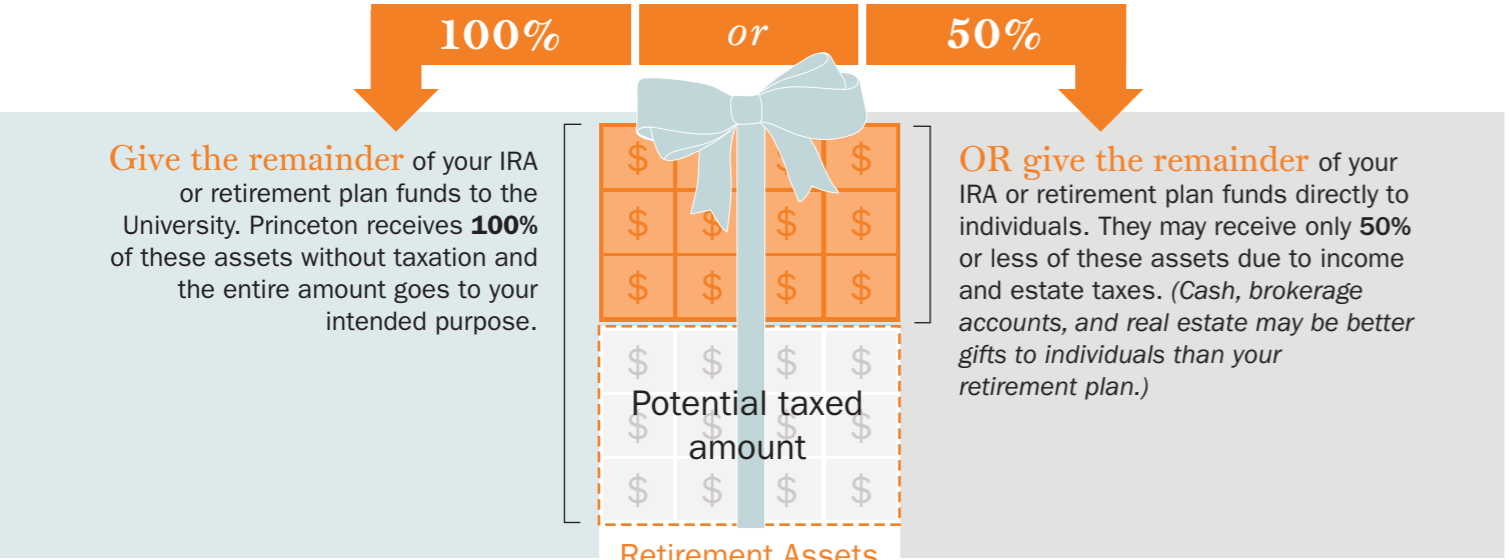 100%
or
50%
Give the remainder of your IRA
or retirement plan funds to the
University. Princeton receives 100%
of these assets without taxation and
the entire amount goes to your
intended purpose.
$ $ $ $
$ $ $ $
$ $ $ $
$ $ $ $
$ $ $ $
$ $ $ $
Potential taxed
amount
Retirement Assets
OR give the remainder of your
IRA or retirement plan funds directly to
individuals. They may receive only 50%
or less of these assets due to income
and estate taxes. (Cash, brokerage
accounts, and real estate may be better
gifts to individuals than your
retirement plan.)